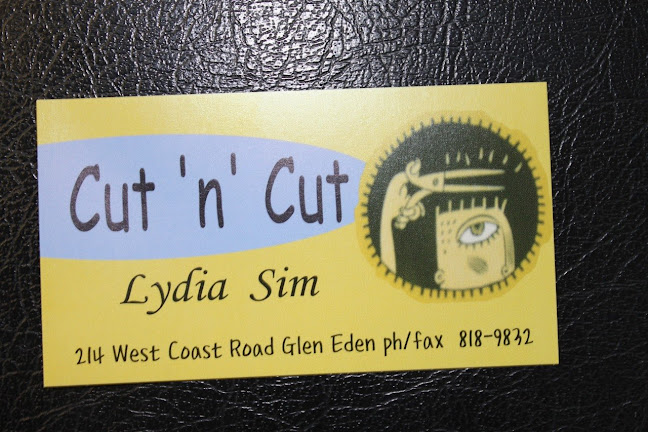 Cut 'n' Cut
Lydia Sim
214 West Coast Road Glen Eden ph/fax 818-9832